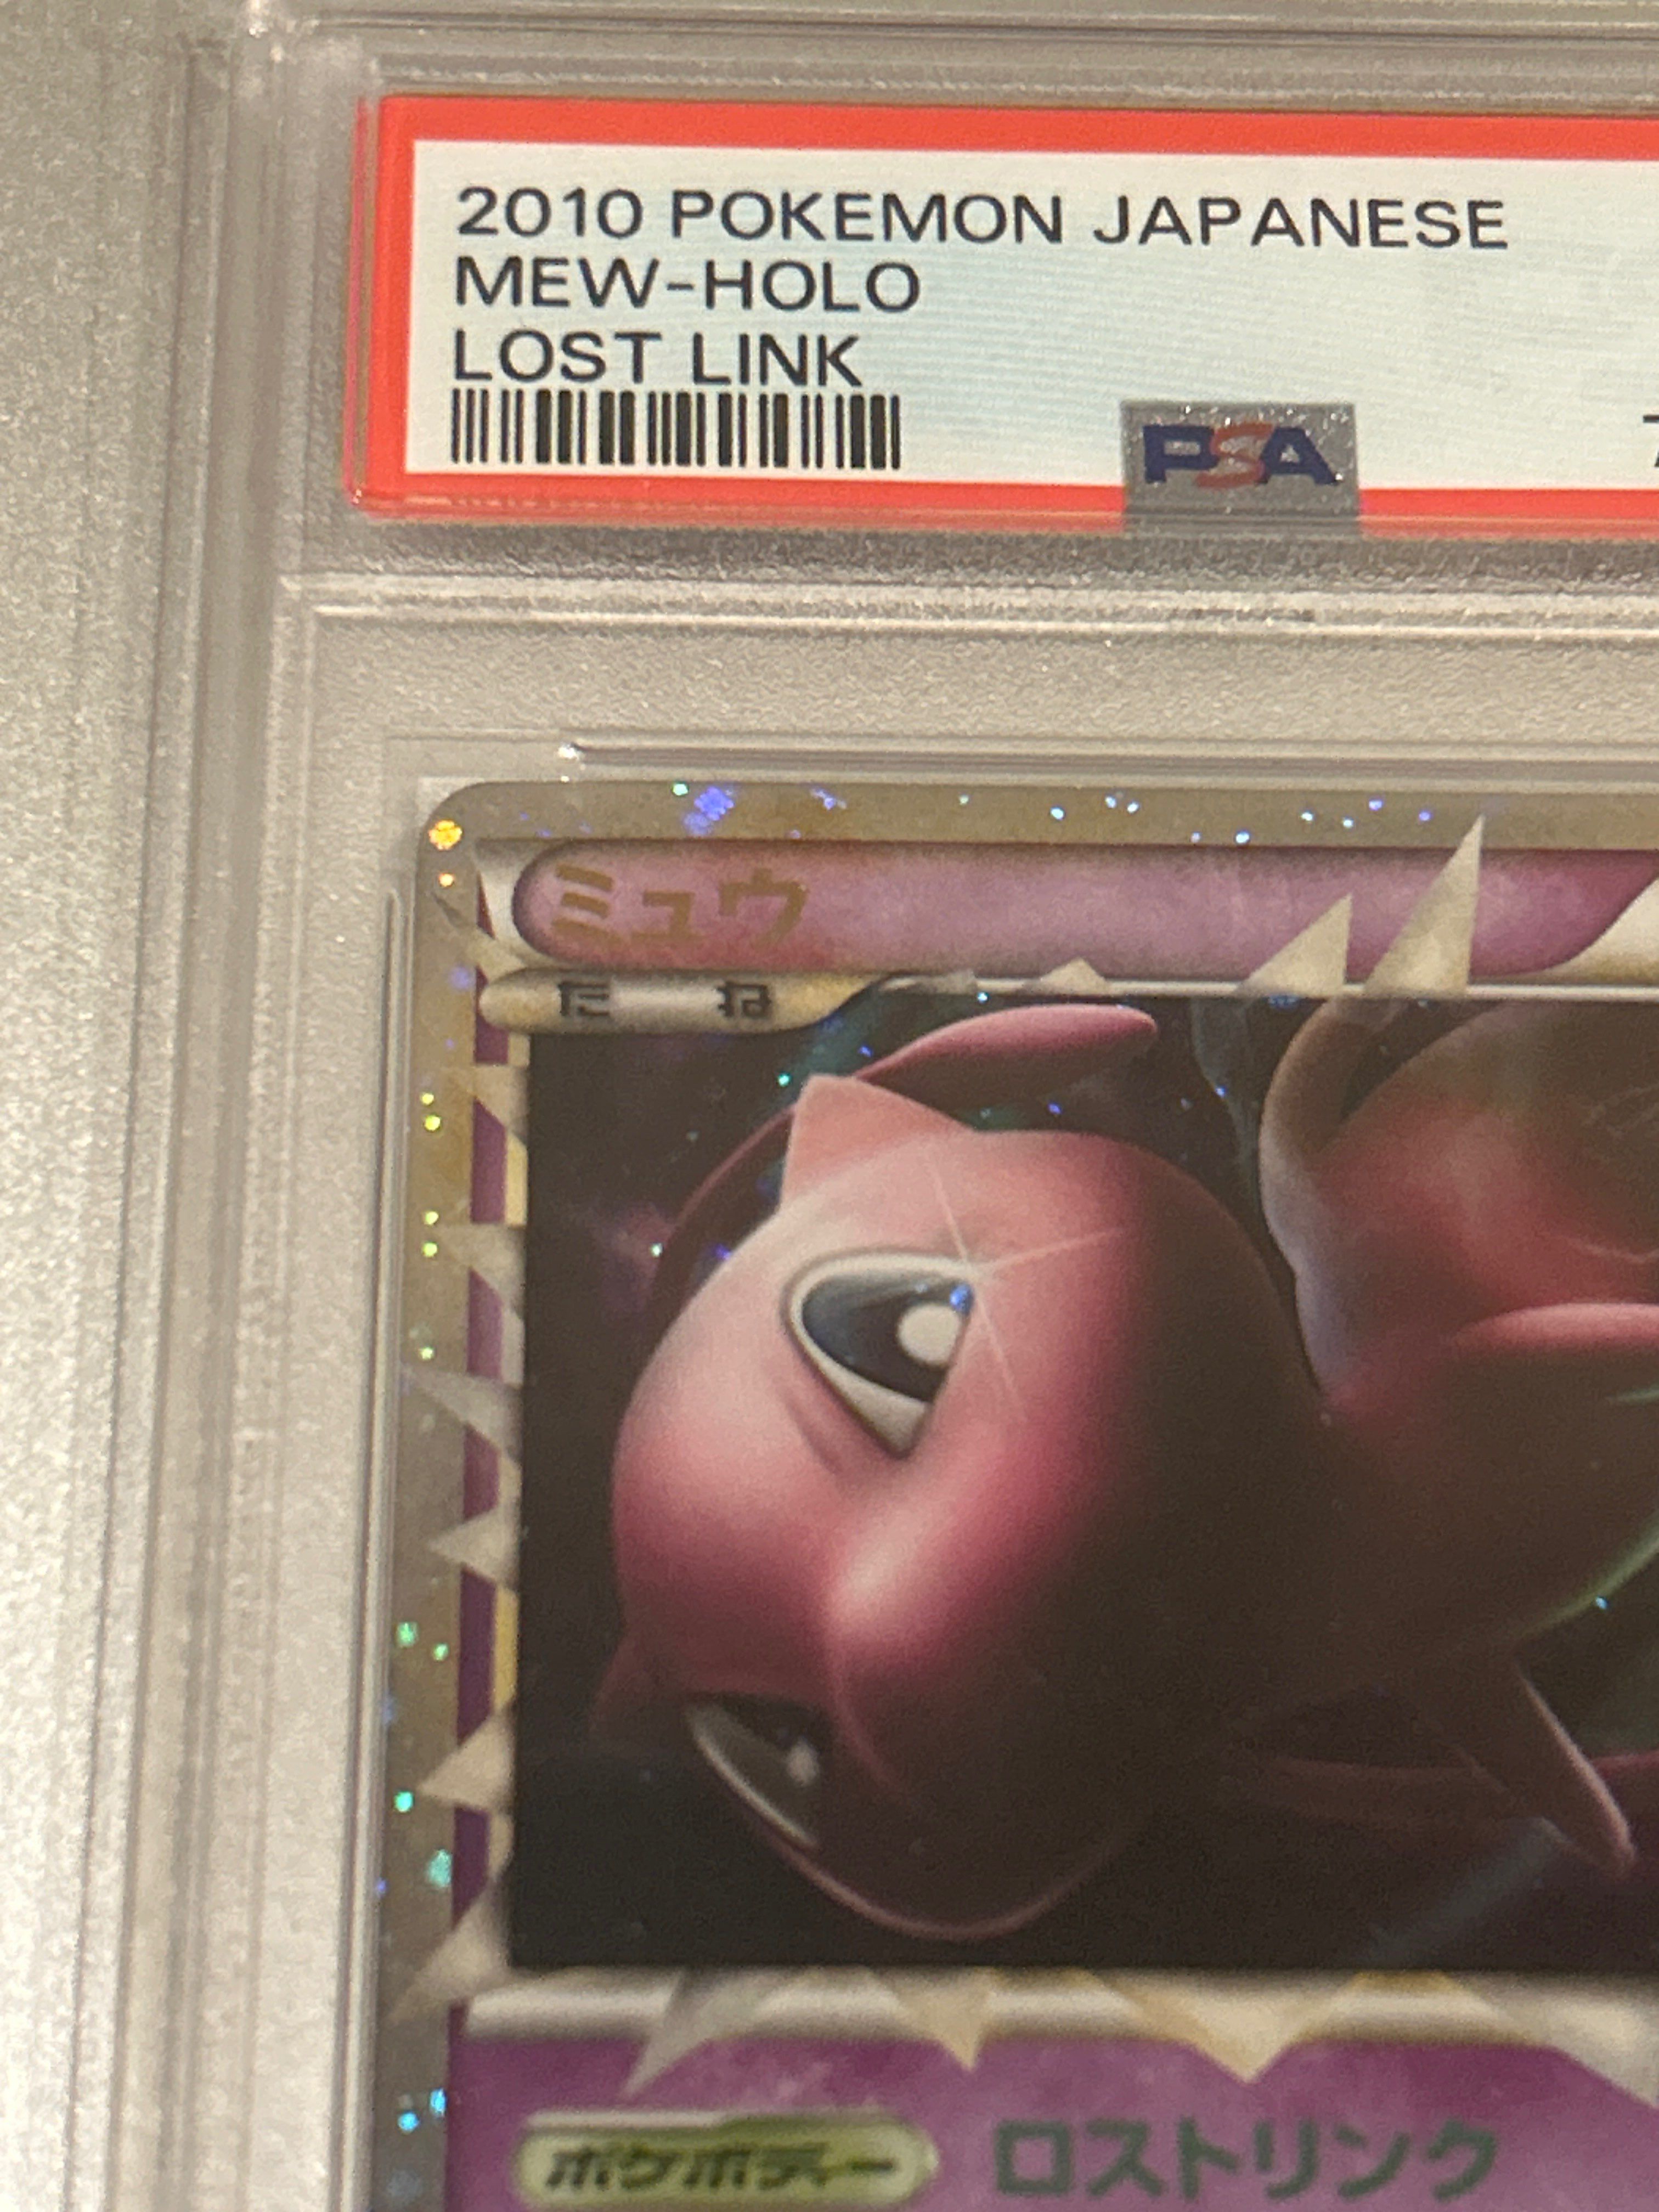 2010 POKEMON JAPANESE
MEW-HOLO
LOST LINK
PSA
ミュウ
たね
ポケボディー ロストリンク